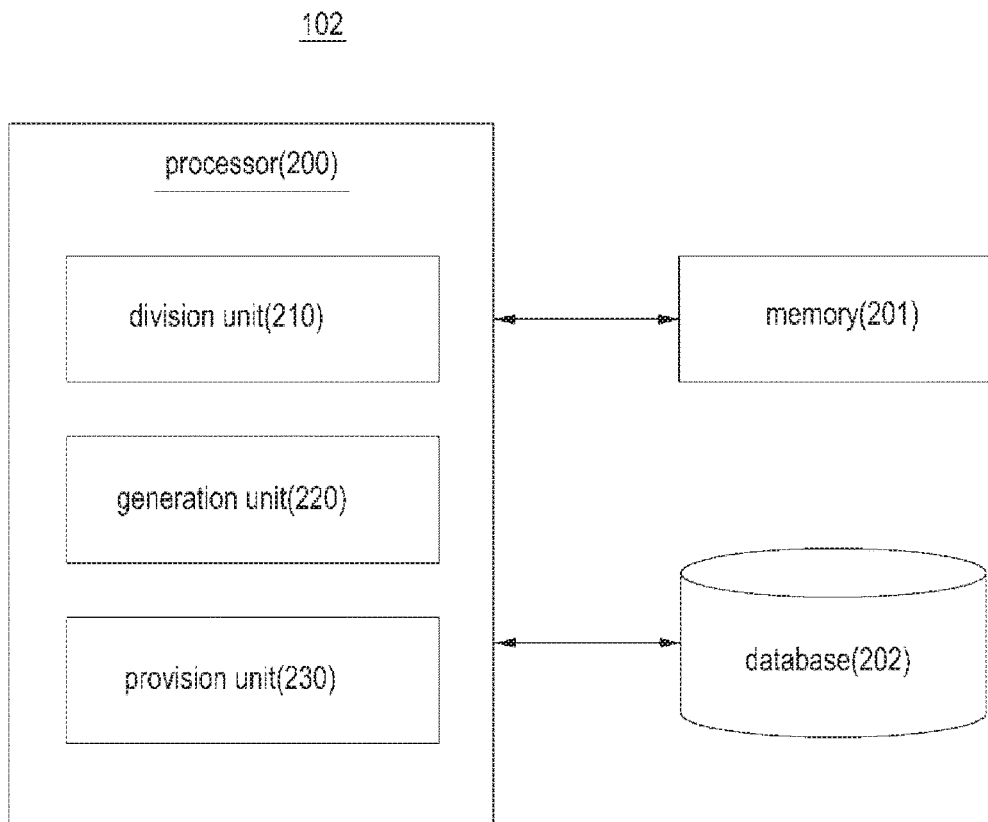 102
processor(200)
division unit(210)
memory(201)
generation unit(220)
provision unit(230)
database(202)